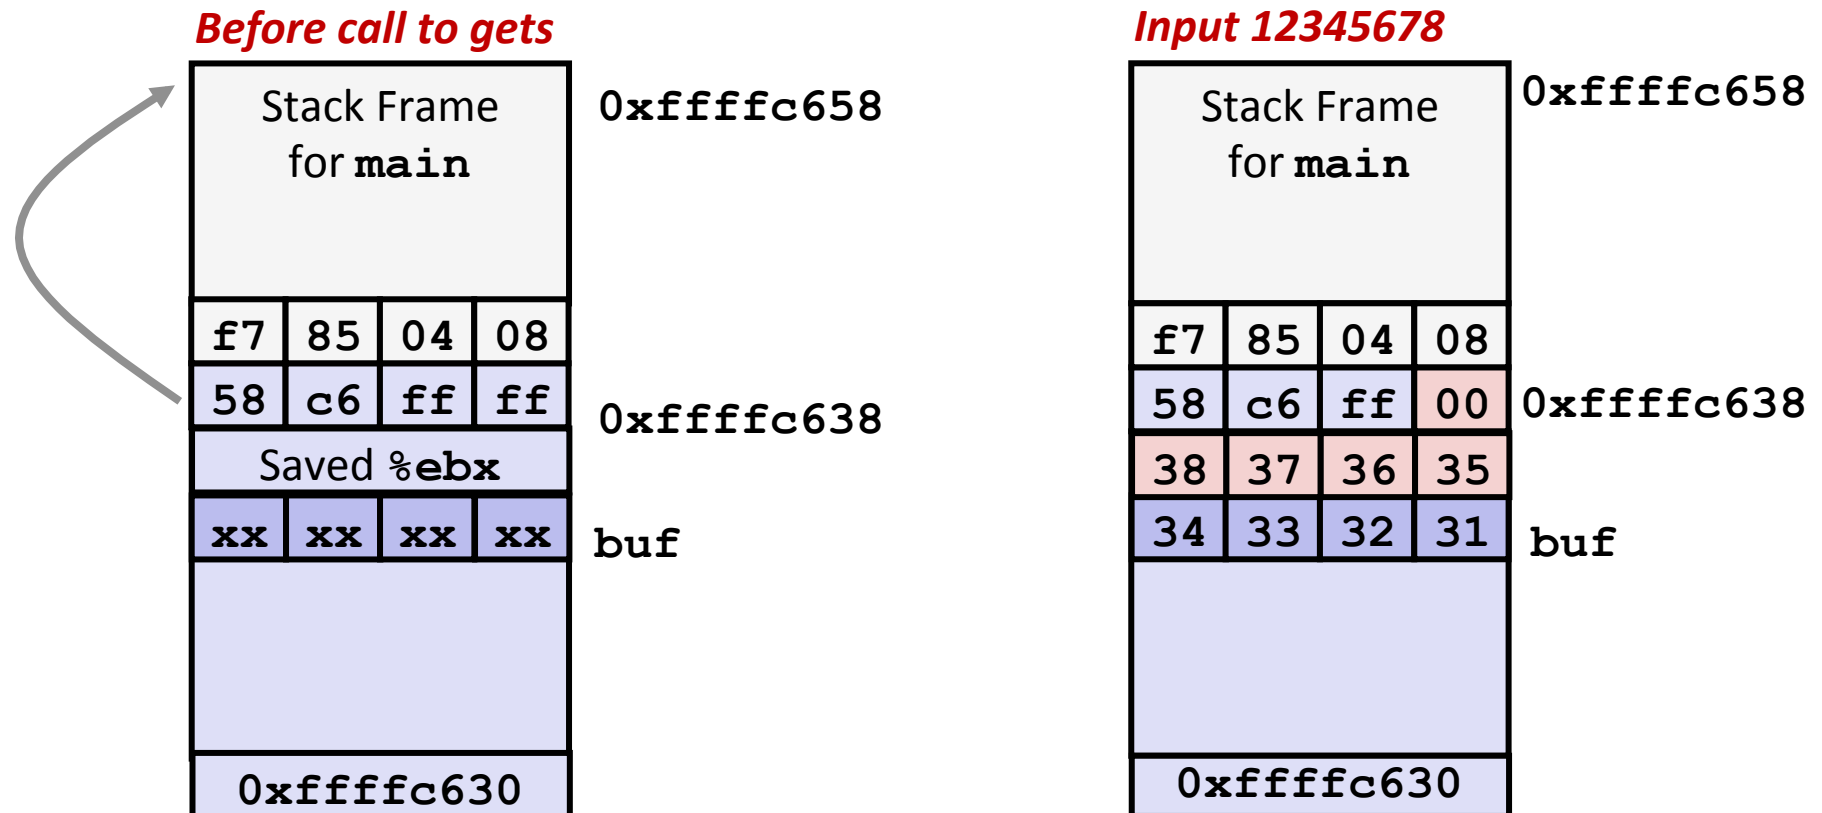 Before call to gets
Stack Frame
for main
0xffffc658
f7 85 04 08
58 c6 ff ff
0xffffc638
Saved %ebx
xx xx xx xx
buf
0xffffc630
Input 12345678
Stack Frame
for main
0xffffc658
f7 85 04 08
58 c6 ff 00
0xffffc638
38 37 36 35
34 33 32 31
buf
0xffffc630